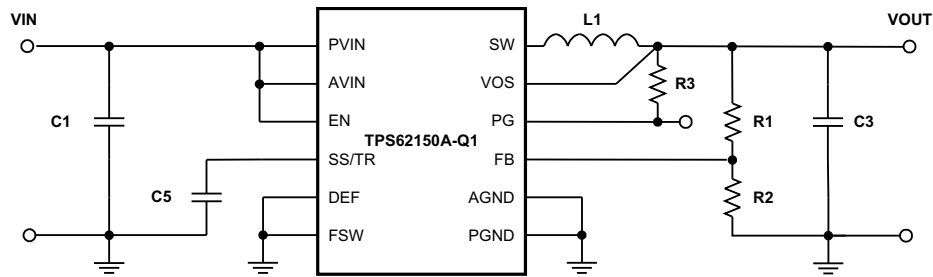 VIN
L1
VOUT
PVIN
SW
AVIN
VOS
R3
C1
EN
PG
R1
C3
TPS62150A-Q1
SS/TR
FB
C5
DEF
AGND
R2
FSW
PGND